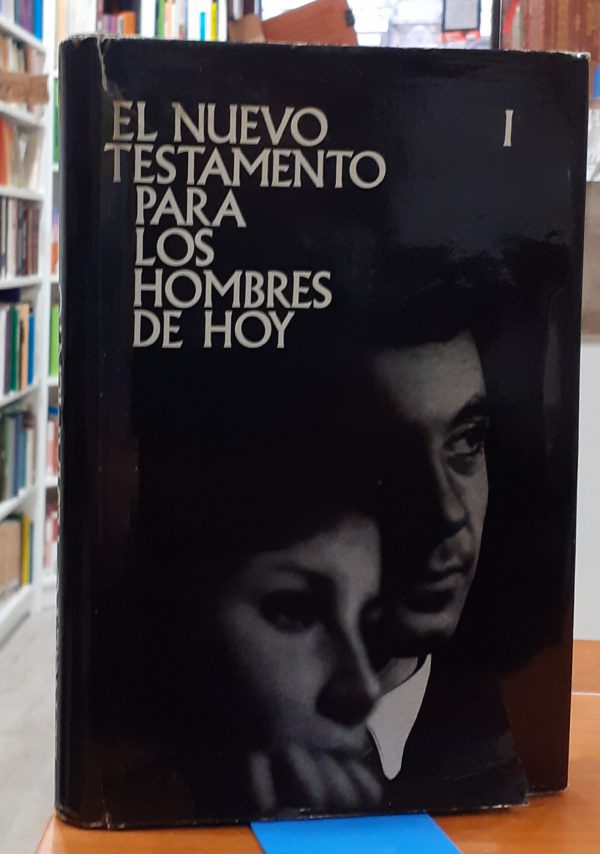 EL NUEVO
TESTAMENTO
PARA
LOS
HOMBRES
DE HOY
I